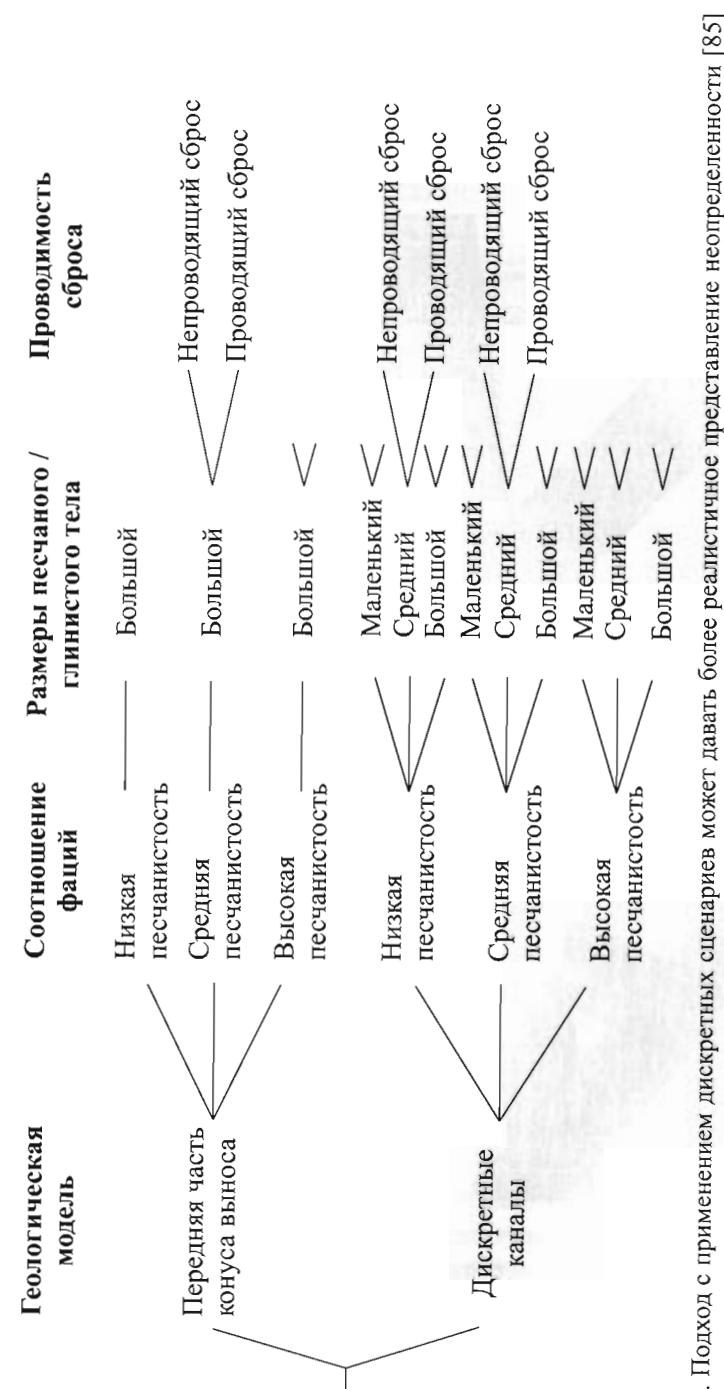 Геологическая
модель
Соотношение
фаций
Размеры песчаного /
глинистого тела
Проводимость
сброса
Передняя часть
конуса выноса
Низкая
песчанистость
Большой
Средняя
песчанистость
Большой
Непроводящий сброс
Проводящий сброс
Высокая
песчанистость
Большой
Дискретные
каналы
Низкая
песчанистость
Маленький
Средний
Большой
Непроводящий сброс
Проводящий сброс
Средняя
песчанистость
Маленький
Средний
Большой
Непроводящий сброс
Проводящий сброс
Высокая
песчанистость
Маленький
Средний
Большой
. Подход с применением дискретных сценариев может давать более реалистичное представление неопределенности [85]